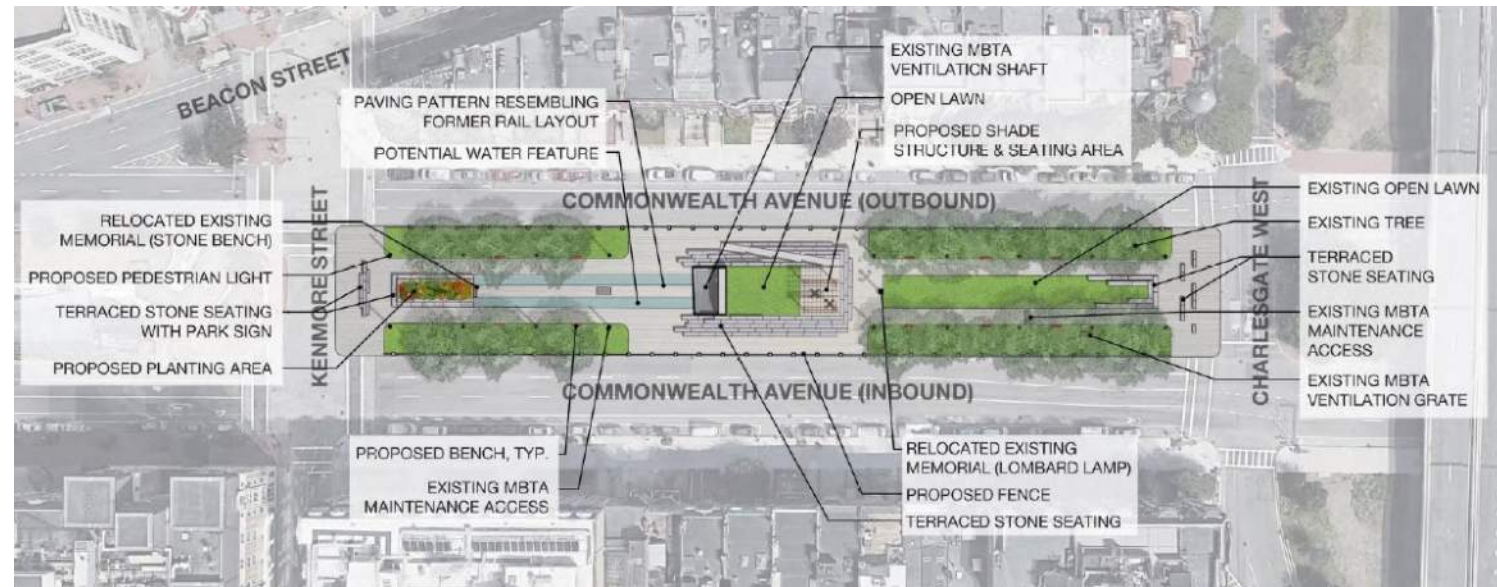 BEACON STREET
PAVING PATTERN RESEMBLING
FORMER RAIL LAYOUT
POTENTIAL WATER FEATURE
EXISTING MBTA
VENTILATION SHAFT
OPEN LAWN
PROPOSED SHADE
STRUCTURE & SEATING AREA
COMMONWEALTH AVENUE (OUTBOUND)
KENMORE STREET
RELOCATED EXISTING
MEMORIAL (STONE BENCH)
PROPOSED PEDESTRIAN LIGHT
TERRACED STONE SEATING
WITH PARK SIGN
PROPOSED PLANTING AREA
CHARLESGATE WEST
EXISTING OPEN LAWN
EXISTING TREE
TERRACED
STONE SEATING
EXISTING MBTA
MAINTENANCE
ACCESS
EXISTING MBTA
VENTILATION GRATE
COMMONWEALTH AVENUE (INBOUND)
PROPOSED BENCH, TYP.
EXISTING MBTA
MAINTENANCE ACCESS
RELOCATED EXISTING
MEMORIAL (LOMBARD LAMP)
PROPOSED FENCE
TERRACED STONE SEATING